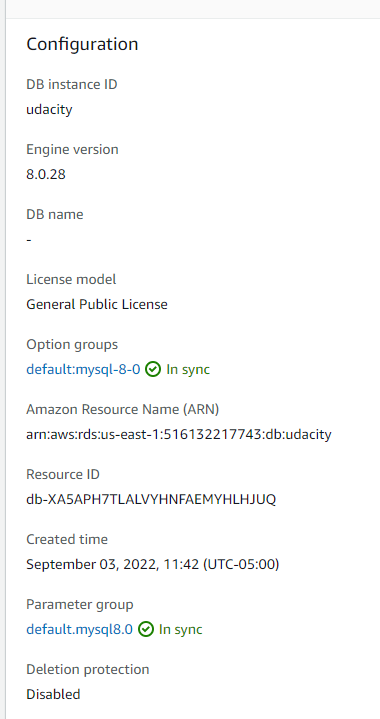 Configuration
DB instance ID
udacity
Engine version
8.0.28
DB name
-
License model
General Public License
Option groups
default:mysql-8-0 In sync
Amazon Resource Name (ARN)
arn:aws:rds:us-east-1:516132217743:db:udacity
Resource ID
db-XA5APH7TLALVYHNFAEMYHLHJUQ
Created time
September 03, 2022, 11:42 (UTC-05:00)
Parameter group
default.mysql8.0 In sync
Deletion protection
Disabled